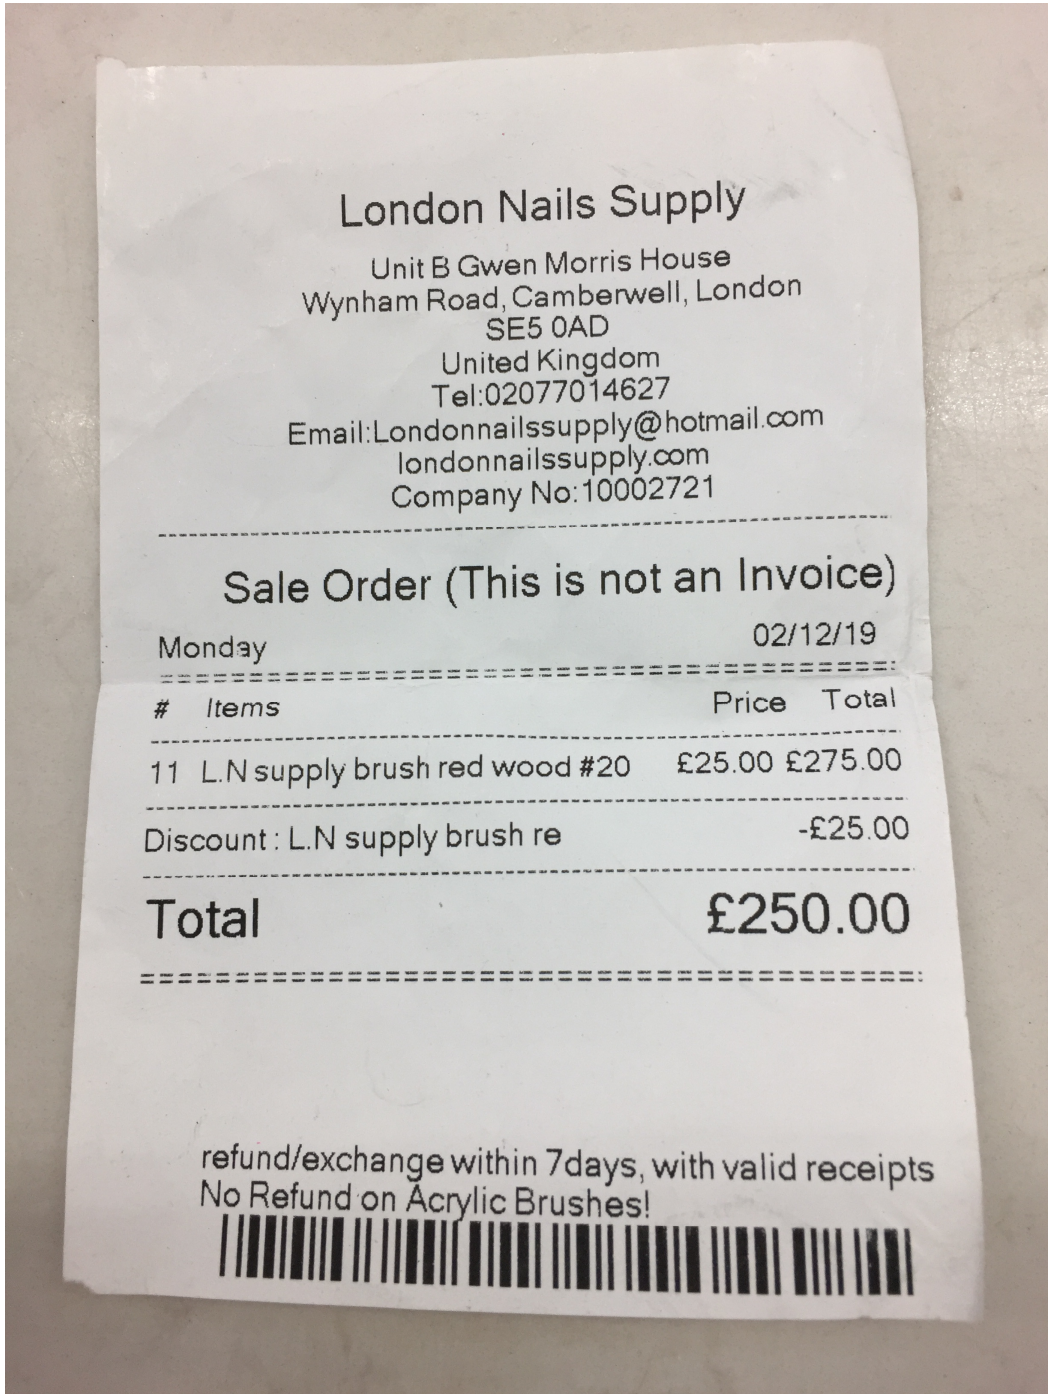 London Nails Supply
Unit B Gwen Morris House
Wynham Road, Camberwell, London
SE5 0AD
United Kingdom
Tel:02077014627
Email:Londonnailssupply@hotmail.com
londonnailssupply.com
Company No:10002721
Sale Order (This is not an Invoice)
Monday 02/12/19
# Items Price Total
11 L.N supply brush red wood #20 £25.00 £275.00
Discount : L.N supply brush re -£25.00
Total £250.00
refund/exchange within 7days, with valid receipts
No Refund on Acrylic Brushes!